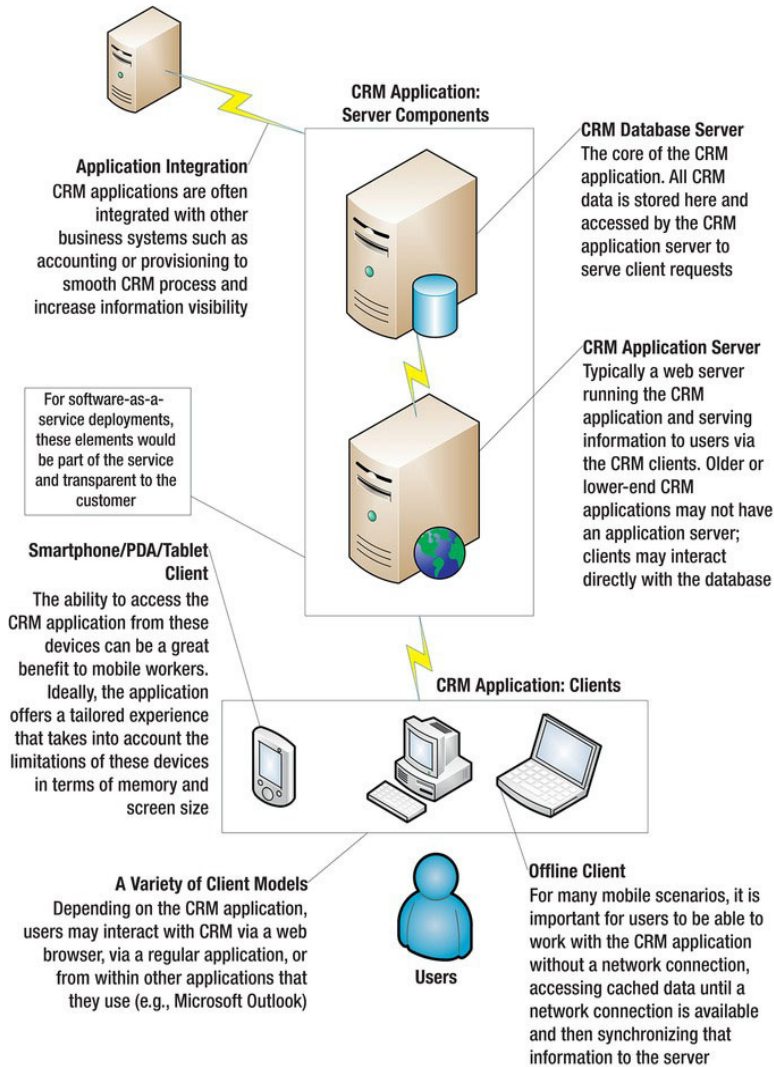 CRM Application:
Server Components
Application Integration
CRM applications are often
integrated with other
business systems such as
accounting or provisioning to
smooth CRM process and
increase information visibility
CRM Database Server
The core of the CRM
application. All CRM
data is stored here and
accessed by the CRM
application server to
serve client requests
CRM Application Server
Typically a web server
running the CRM
application and serving
information to users via
the CRM clients. Older or
lower-end CRM
applications may not have
an application server;
clients may interact
directly with the database
For software-as-a-
service deployments,
these elements would
be part of the service
and transparent to the
customer
Smartphone/PDA/Tablet
Client
The ability to access the
CRM application from these
devices can be a great
benefit to mobile workers.
Ideally, the application
offers a tailored experience
that takes into account the
limitations of these devices
in terms of memory and
screen size
CRM Application: Clients
A Variety of Client Models
Depending on the CRM application,
users may interact with CRM via a web
browser, via a regular application, or
from within other applications that
they use (e.g., Microsoft Outlook)
Users
Offline Client
For many mobile scenarios, it is
important for users to be able to
work with the CRM application
without a network connection,
accessing cached data until a
network connection is available
and then synchronizing that
information to the server